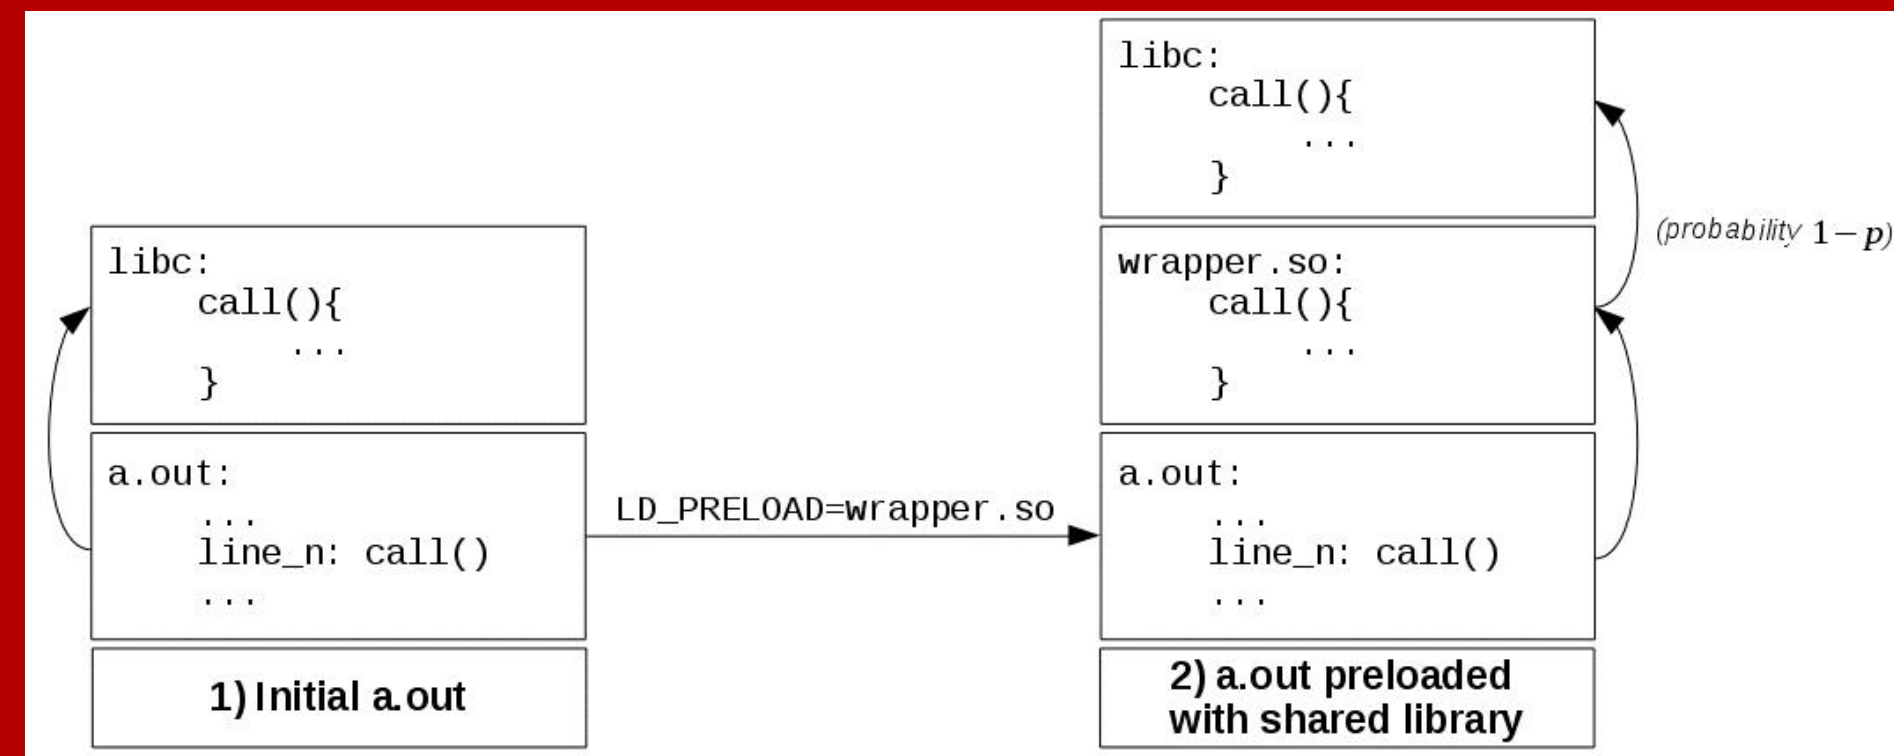 libc:
call(){
...
}
a.out:
...
line_n: call()
...
1) Initial a.out
LD_PRELOAD=wrapper.so
libc:
call(){
...
}
wrapper.so:
call(){
...
}
a.out:
...
line_n: call()
...
2) a.out preloaded
with shared library
(probability 1−p)